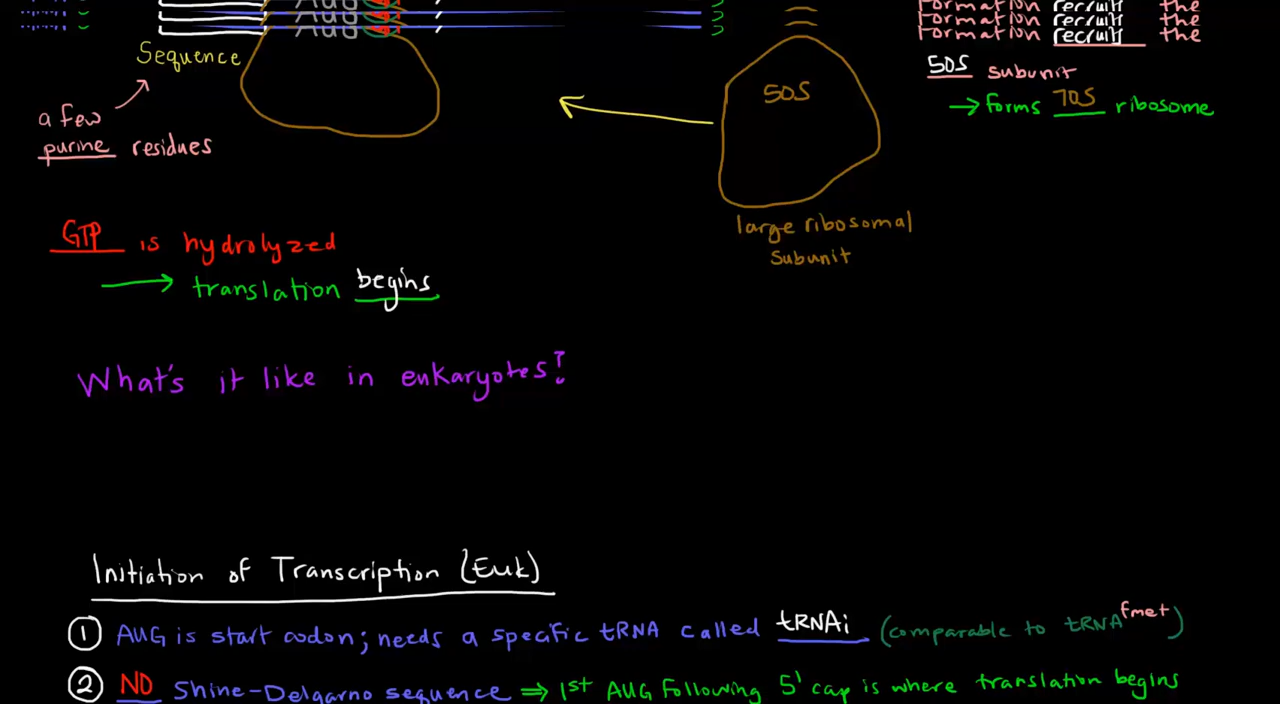 AUG
Formation recruit the
Formation recruit the
Formation recruit the
Sequence
50S subunit
→ forms 70S ribosome
50S
a few
purine residues
large ribosomal
subunit
GTP is hydrolyzed
→ translation begins
What's it like in eukaryotes?
Initiation of Transcription (Euk)
① AUG is start codon; needs a specific tRNA called tRNAi (comparable to tRNA^fmet)
② NO Shine-Delgarno sequence ⇒ 1st AUG following 5' cap is where translation begins